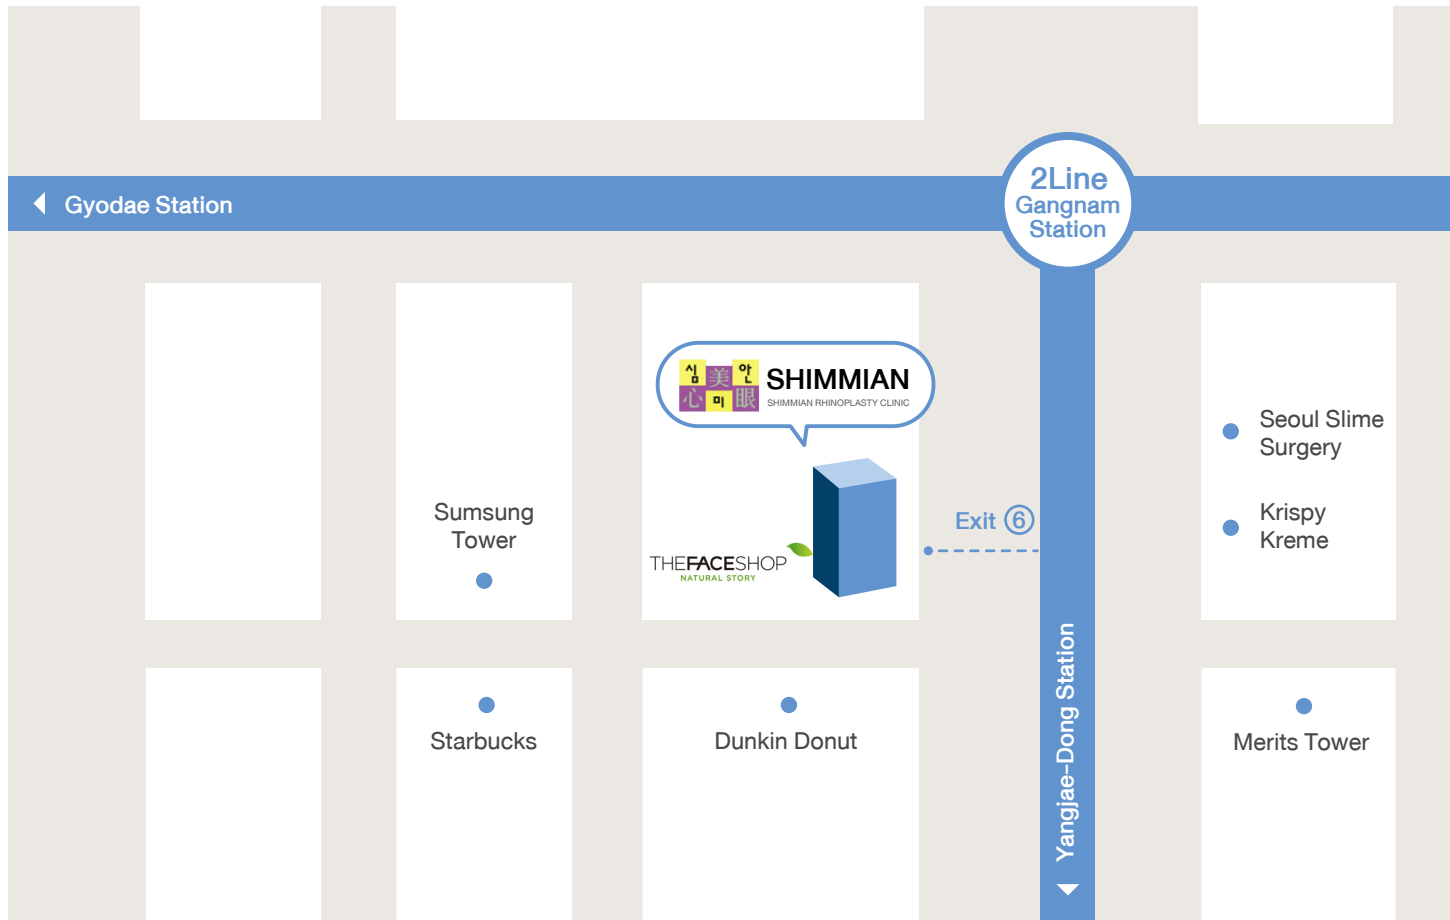 2Line
Gangnam
Station
Gyodae Station
심美안
心미眼
SHIMMIAN
SHIMMIAN RHINOPLASTY CLINIC
Seoul Slime
Surgery
Sumsung
Tower
Exit 6
Krispy
Kreme
THEFACESHOP
NATURAL STORY
Yangjae-Dong Station
Starbucks
Dunkin Donut
Merits Tower